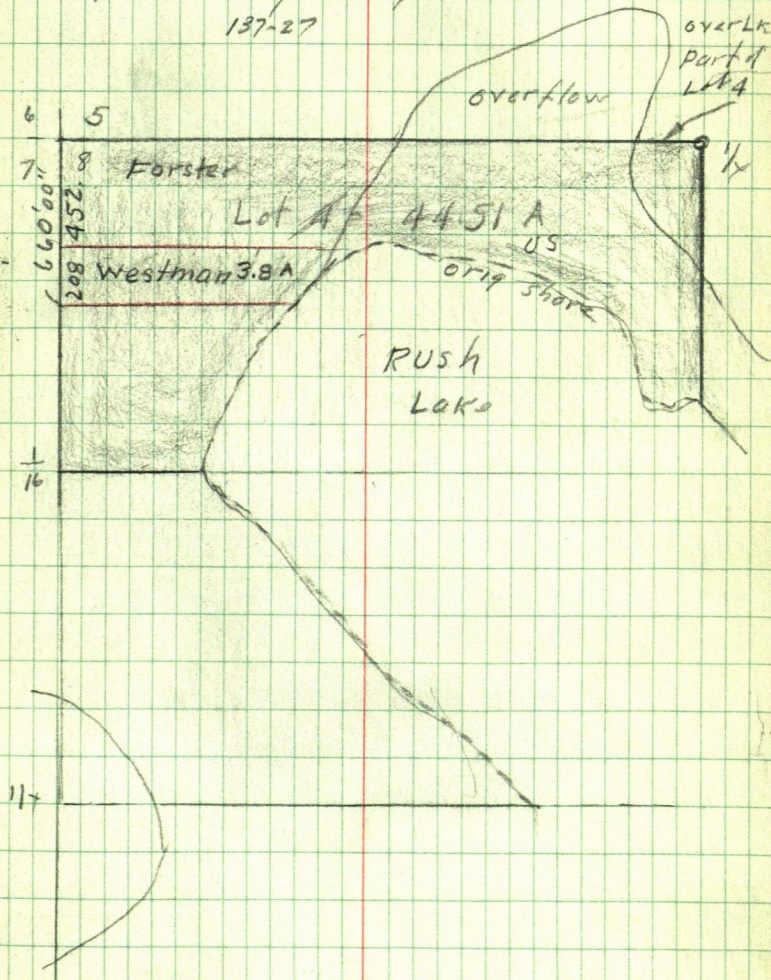 137-27
overflow
overLk
Part of
Lot 4
6 5
7
Forster
1/4
452.8
660'00"
Lot 4 = 44.51 A
US
208
Westman 3.8 A
orig shore
Rush
Lake
1/16
1/4